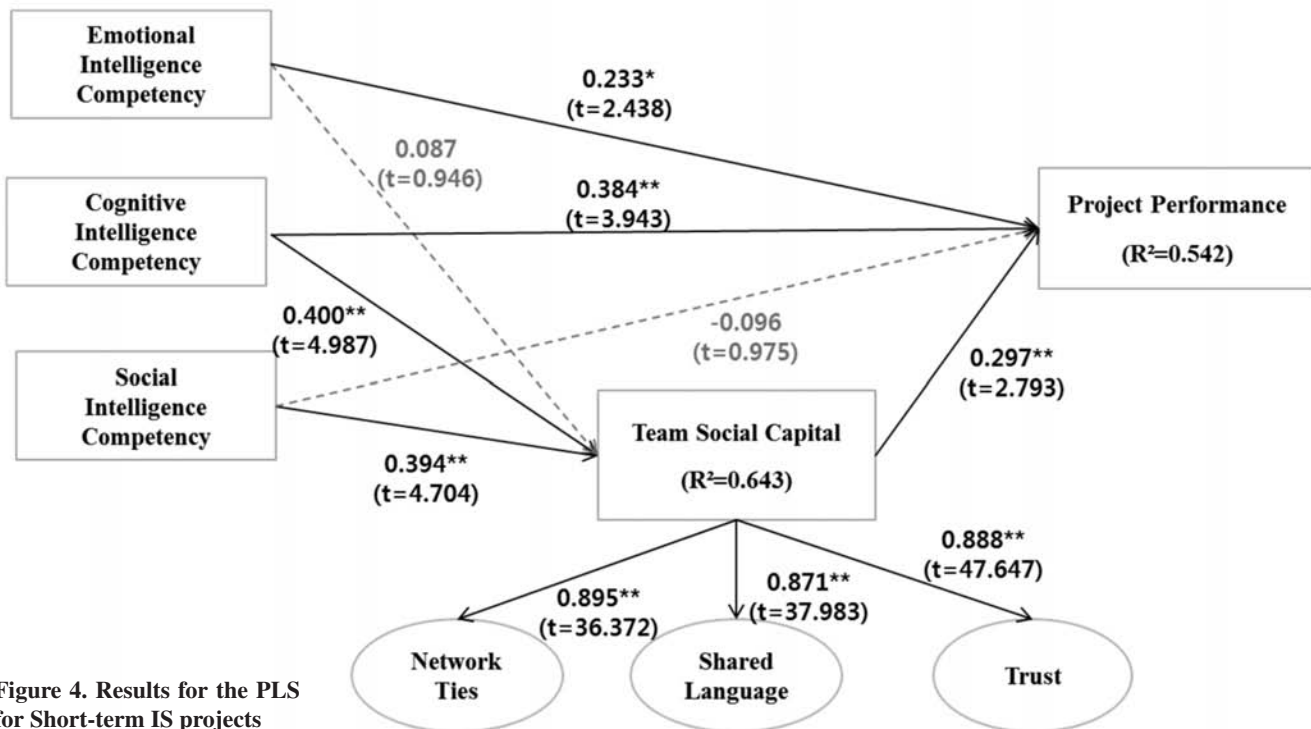 Emotional
Intelligence
Competency
0.233*
(t=2.438)
0.087
(t=0.946)
Cognitive
Intelligence
Competency
0.384**
(t=3.943)
Project Performance
(R²=0.542)
0.400**
(t=4.987)
-0.096
(t=0.975)
0.297**
(t=2.793)
Social
Intelligence
Competency
Team Social Capital
(R²=0.643)
0.394**
(t=4.704)
0.895**
(t=36.372)
0.871**
(t=37.983)
0.888**
(t=47.647)
Network
Ties
Shared
Language
Trust
Figure 4. Results for the PLS
for Short-term IS projects